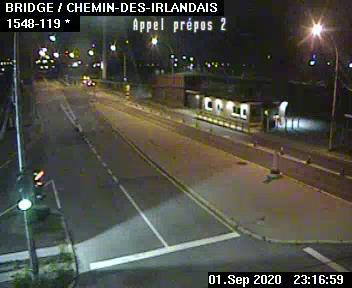 BRIDGE / CHEMIN-DES-IRLANDAIS
1548-119 *
Appel prépos 2
01.Sep 2020 23:16:59